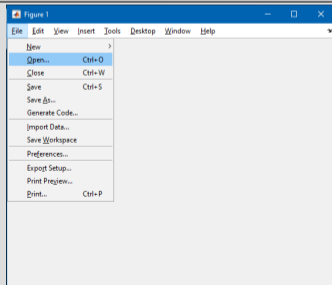 Figure 1
File Edit View Insert Tools Desktop Window Help
New
Open... Ctrl+O
Close Ctrl+W
Save Ctrl+S
Save As...
Generate Code...
Import Data...
Save Workspace
Preferences...
Export Setup...
Print Preview...
Print... Ctrl+P